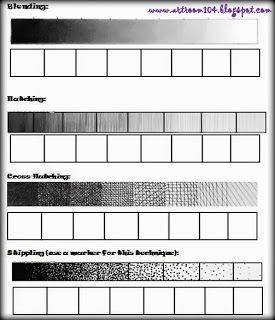 Blending:
www.artroom104.blogspot.com
Hatching:
Cross Hatching:
Stippling (use a marker for this technique):